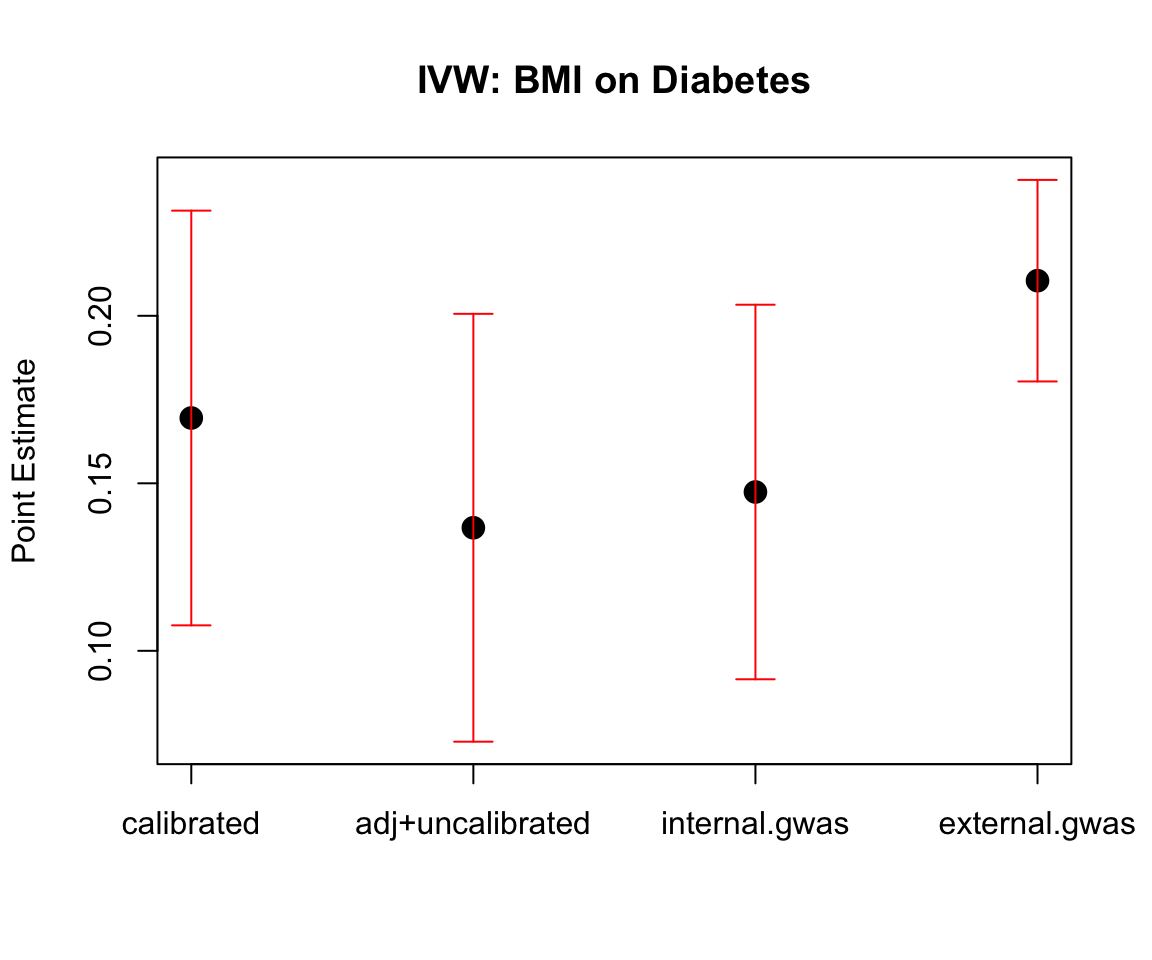 IVW: BMI on Diabetes
Point Estimate
0.20
0.15
0.10
calibrated
adj+uncalibrated
internal.gwas
external.gwas